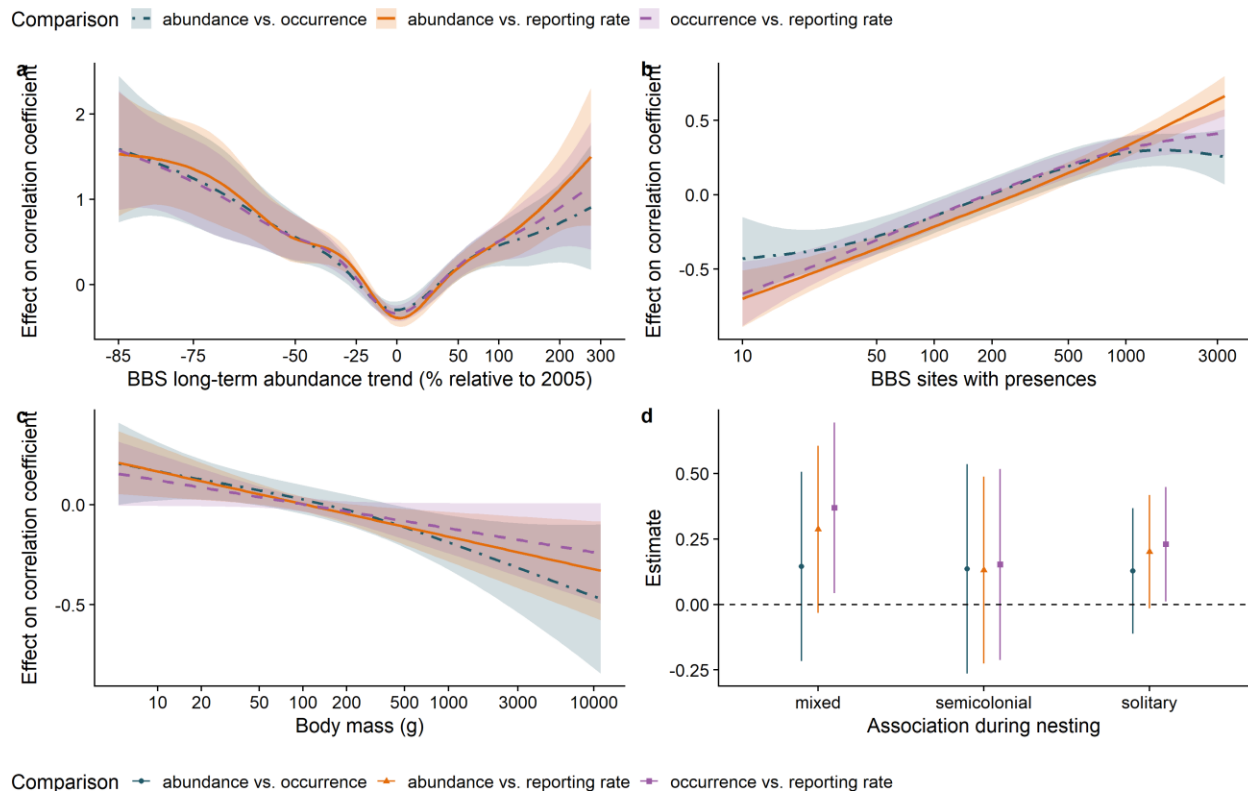 Comparison abundance vs. occurrence abundance vs. reporting rate occurrence vs. reporting rate
a
Effect on correlation coefficient
2
1
0
-85 -75 -50 -25 0 50 100 200 300
BBS long-term abundance trend (% relative to 2005)
b
Effect on correlation coefficient
0.5
0.0
-0.5
10 50 100 200 500 1000 3000
BBS sites with presences
c
Effect on correlation coefficient
0.0
-0.5
10 20 50 100 200 500 1000 3000 10000
Body mass (g)
d
Estimate
0.50
0.25
0.00
-0.25
mixed semicolonial solitary
Association during nesting
Comparison abundance vs. occurrence abundance vs. reporting rate occurrence vs. reporting rate